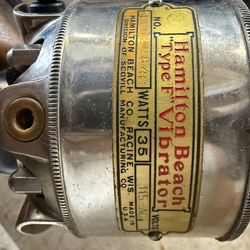 Hamilton Beach
"Type F" Vibrator
NO.
WATTS 35
VOLTS
HAMILTON BEACH CO. RACINE, WIS.
DIVISION OF SCOVILL MANUFACTURING CO.
MADE IN U.S.A.